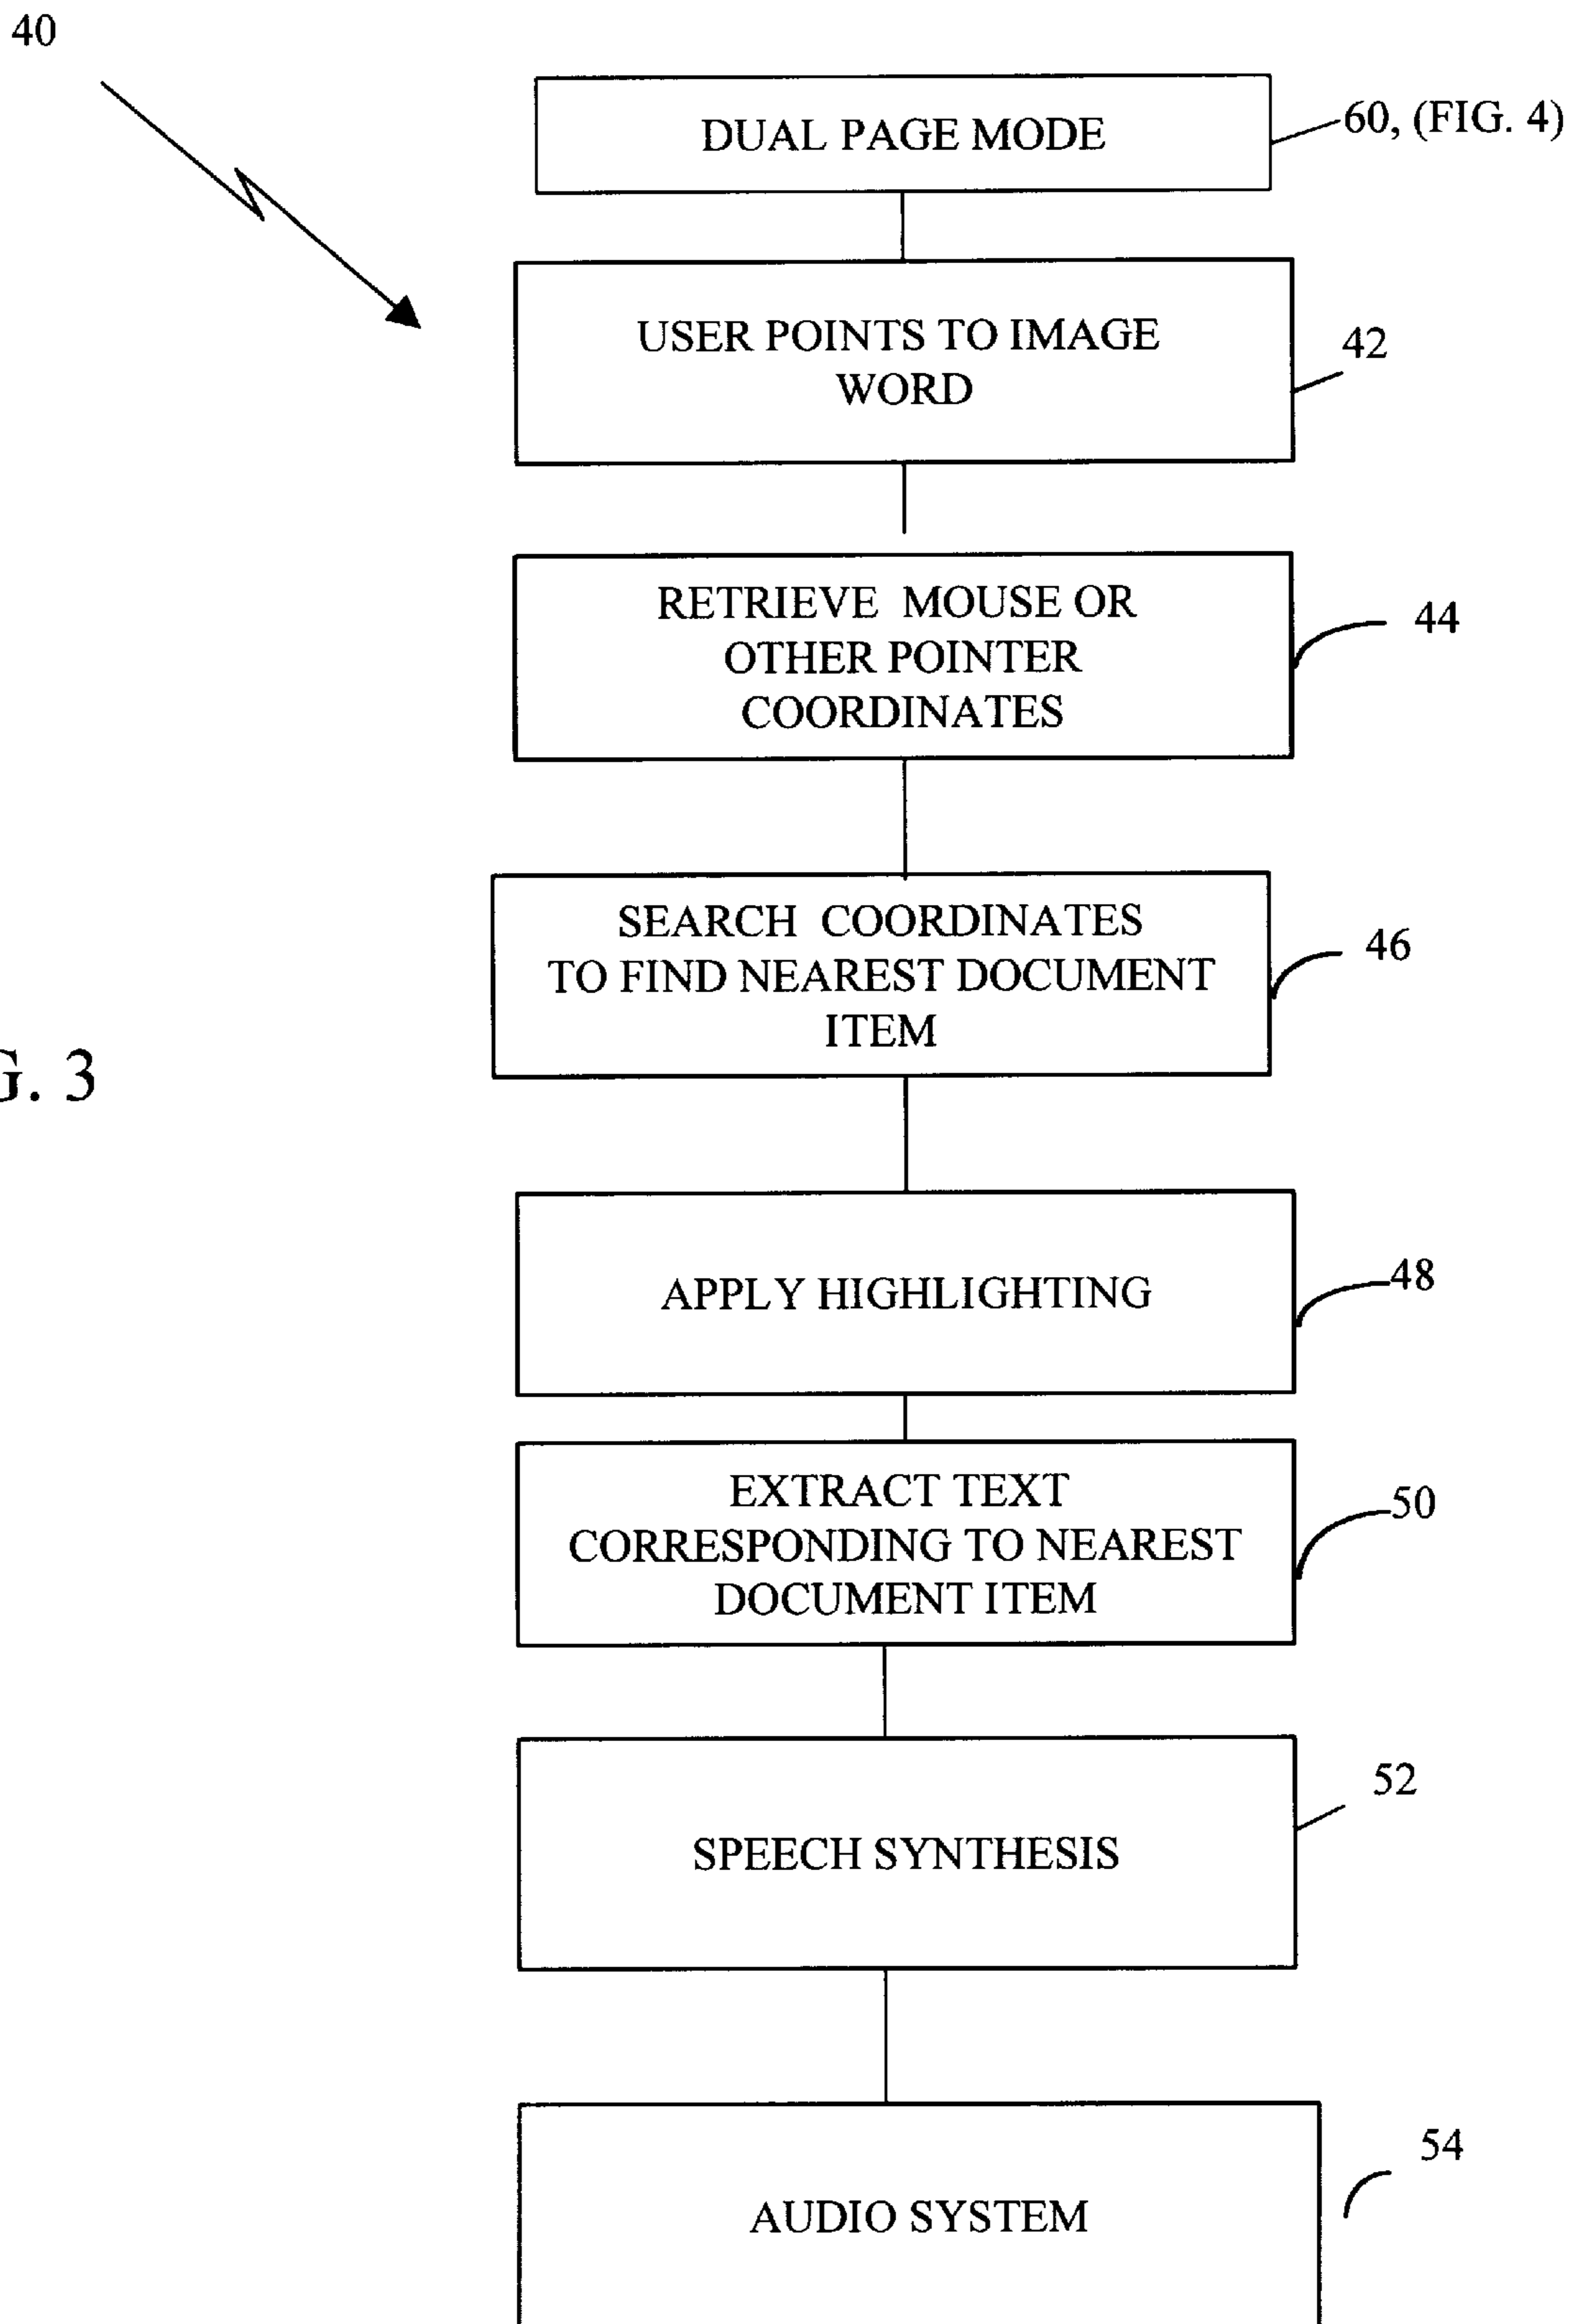 40
DUAL PAGE MODE
60, (FIG. 4)
USER POINTS TO IMAGE
WORD
42
RETRIEVE MOUSE OR
OTHER POINTER
COORDINATES
44
SEARCH COORDINATES
TO FIND NEAREST DOCUMENT
ITEM
46
G. 3
APPLY HIGHLIGHTING
48
EXTRACT TEXT
CORRESPONDING TO NEAREST
DOCUMENT ITEM
50
SPEECH SYNTHESIS
52
AUDIO SYSTEM
54